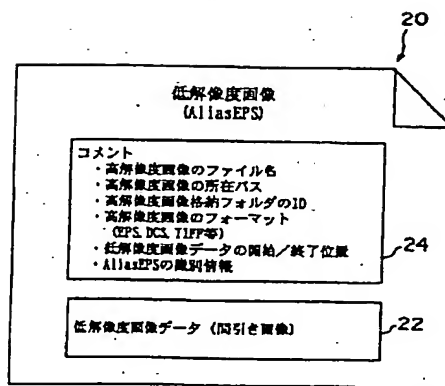 20
低解像度画像
(AliasEPS)
コメント
・高解像度画像のファイル名
・高解像度画像の所在パス
・高解像度画像格納フォルダのID
・高解像度画像のフォーマット
(EPS, DCS, TIFF等)
・低解像度画像データの開始／終了位置
・AliasEPSの識別情報
24
低解像度画像データ (間引き画像)
22